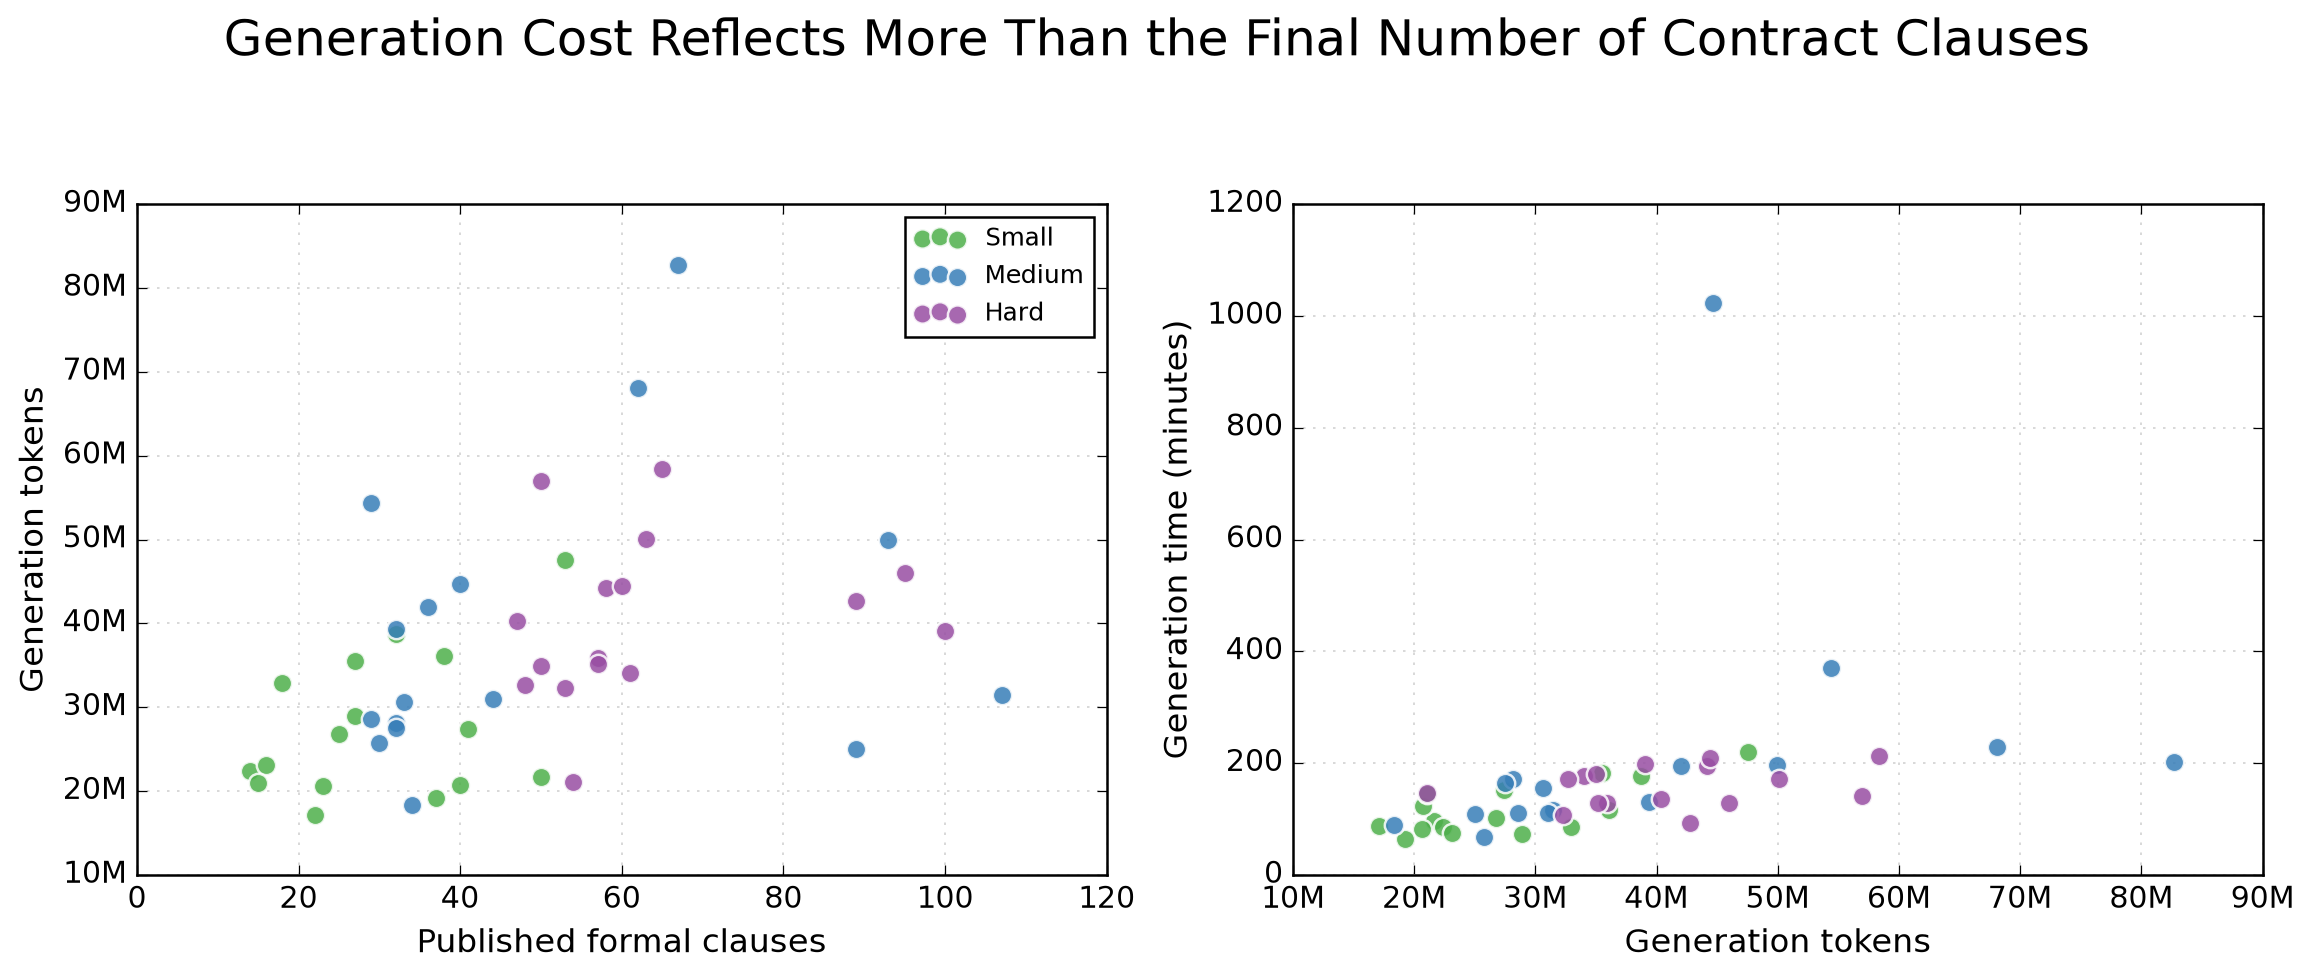 Generation Cost Reflects More Than the Final Number of Contract Clauses
90M
80M
70M
60M
50M
40M
30M
20M
10M
0
20
40
60
80
100
120
Generation tokens
Published formal clauses
Small
Medium
Hard
1200
1000
800
600
400
200
0
10M
20M
30M
40M
50M
60M
70M
80M
90M
Generation time (minutes)
Generation tokens